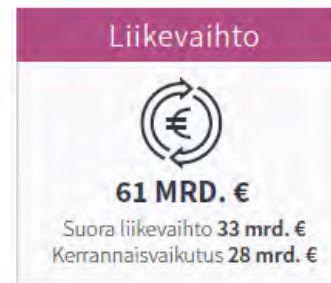 Liikevaihto
€
61 MRD. €
Suora liikevaihto 33 mrd. €
Kerrannaisvaikutus 28 mrd. €